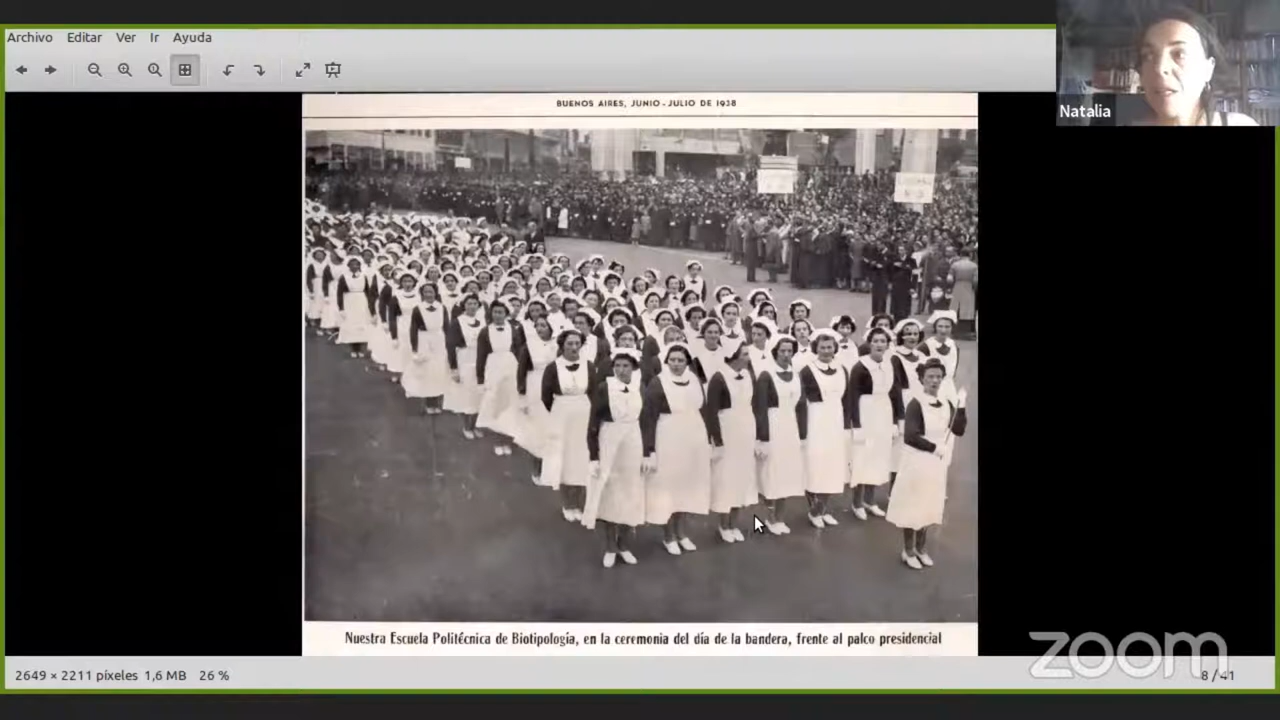 Archivo Editar Ver Ir Ayuda
Natalia
BUENOS AIRES, JUNIO - JULIO DE 1938
Nuestra Escuela Politécnica de Biotipología, en la ceremonia del día de la bandera, frente al palco presidencial
zoom
2649 × 2211 píxeles 1,6 MB 26 % 8 / 41